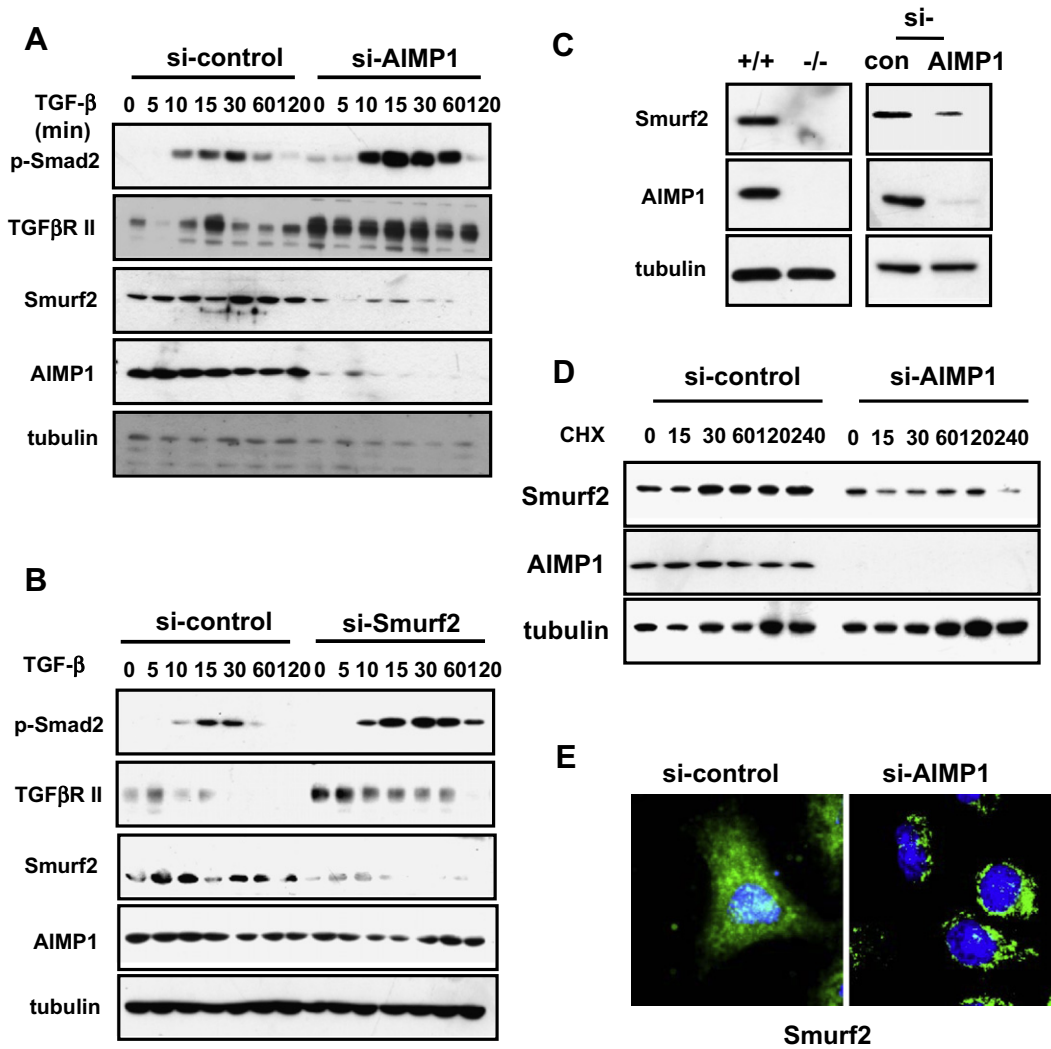 A
si-control si-AIMP1
TGF-β 0 5 10 15 30 60 120 0 5 10 15 30 60 120
(min)
p-Smad2
TGFβR II
Smurf2
AIMP1
tubulin
B
si-control si-Smurf2
TGF-β 0 5 10 15 30 60 120 0 5 10 15 30 60 120
p-Smad2
TGFβR II
Smurf2
AIMP1
tubulin
C
si-
+/+ -/- con AIMP1
Smurf2
AIMP1
tubulin
D
si-control si-AIMP1
CHX 0 15 30 60 120 240 0 15 30 60 120 240
Smurf2
AIMP1
tubulin
E
si-control si-AIMP1
Smurf2